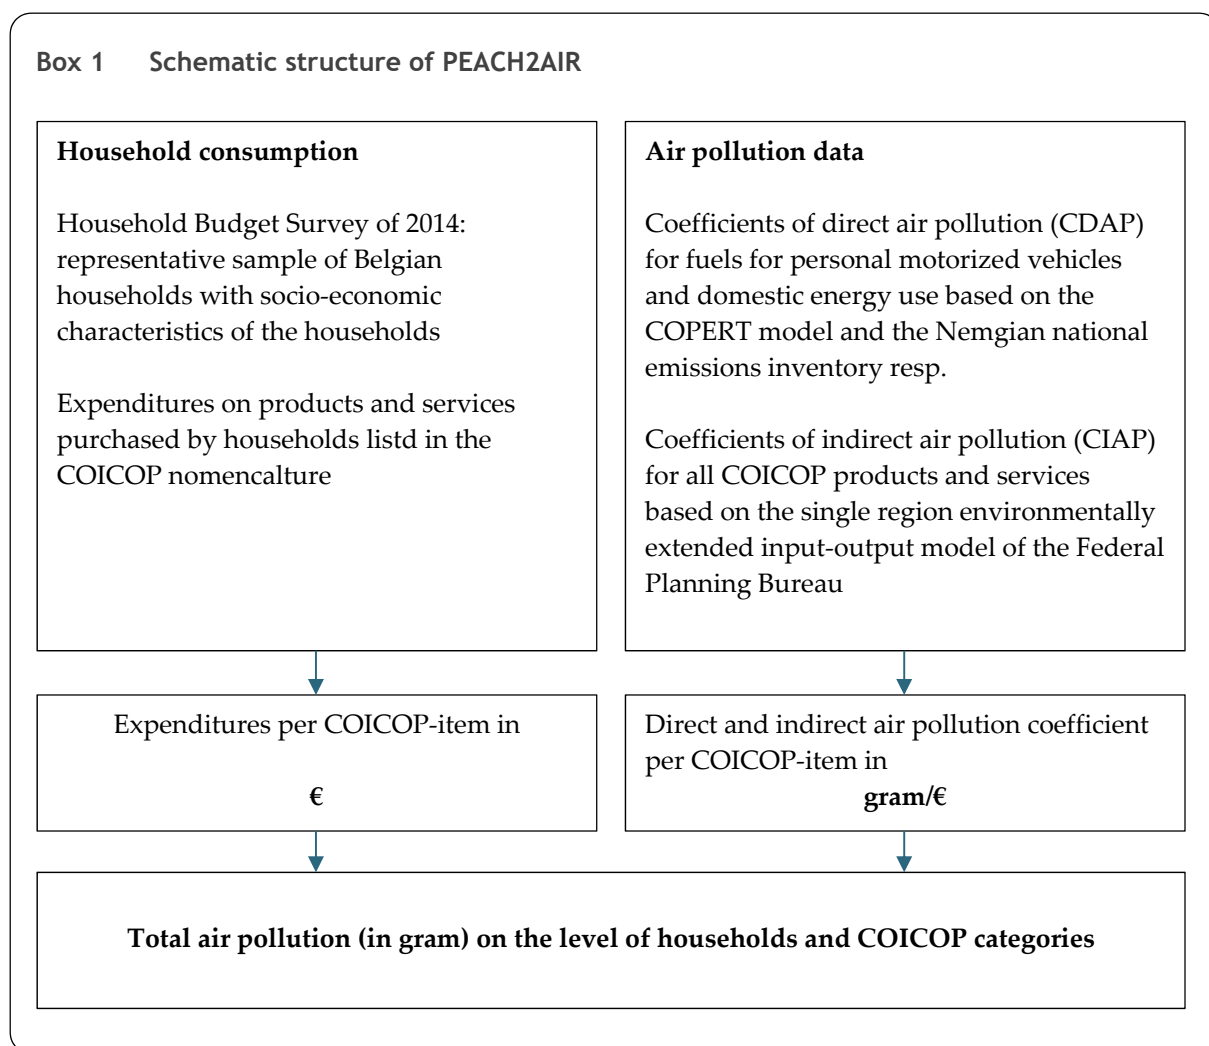 Box 1 Schematic structure of PEACH2AIR
Household consumption
Household Budget Survey of 2014:
representative sample of Belgian
households with socio-economic
characteristics of the households
Expenditures on products and services
purchased by households listd in the
COICOP nomencalture
Air pollution data
Coefficients of direct air pollution (CDAP)
for fuels for personal motorized vehicles
and domestic energy use based on the
COPERT model and the Nemgian national
emissions inventory resp.
Coefficients of indirect air pollution (CIAP)
for all COICOP products and services
based on the single region environmentally
extended input-output model of the Federal
Planning Bureau
Expenditures per COICOP-item in
€
Direct and indirect air pollution coefficient
per COICOP-item in
gram/€
Total air pollution (in gram) on the level of households and COICOP categories